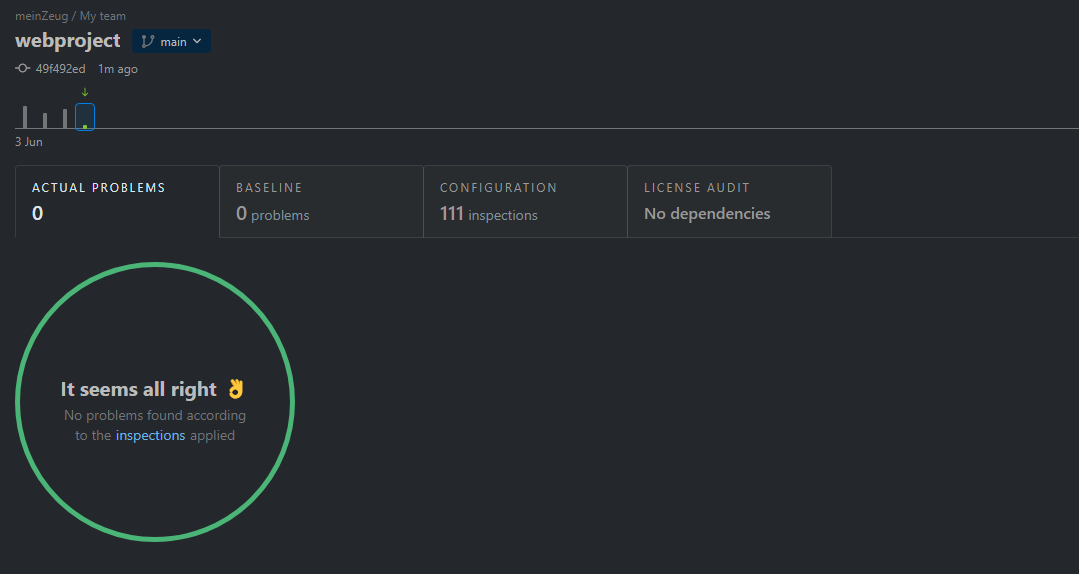 meinZeug / My team
webproject main
49f492ed 1m ago
3 Jun
ACTUAL PROBLEMS
0
BASELINE
0 problems
CONFIGURATION
111 inspections
LICENSE AUDIT
No dependencies
It seems all right 👌
No problems found according
to the inspections applied